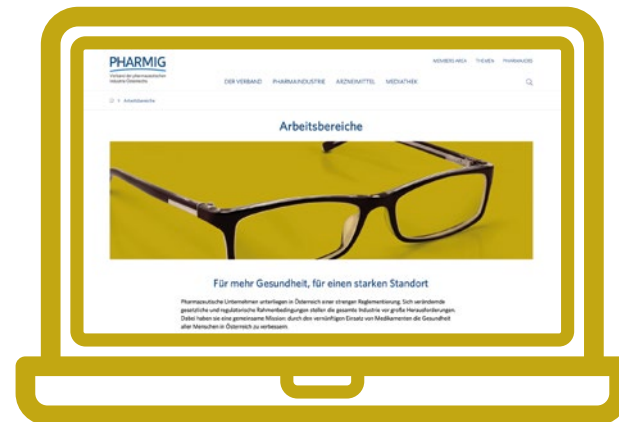 PHARMIG
Verband der pharmazeutischen
Industrie Österreichs
MEMBERS AREA THEMEN PHARMAJOBS
DER VERBAND PHARMAINDUSTRIE ARZNEIMITTEL MEDIATHEK
> Arbeitsbereiche
Arbeitsbereiche
Für mehr Gesundheit, für einen starken Standort
Pharmazeutische Unternehmen unterliegen in Österreich einer strengen Reglementierung. Sich verändernde
gesetzliche und regulatorische Rahmenbedingungen stellen die gesamte Industrie vor große Herausforderungen.
Dabei haben sie eine gemeinsame Mission: durch den vernünftigen Einsatz von Medikamenten die Gesundheit
aller Menschen in Österreich zu verbessern.